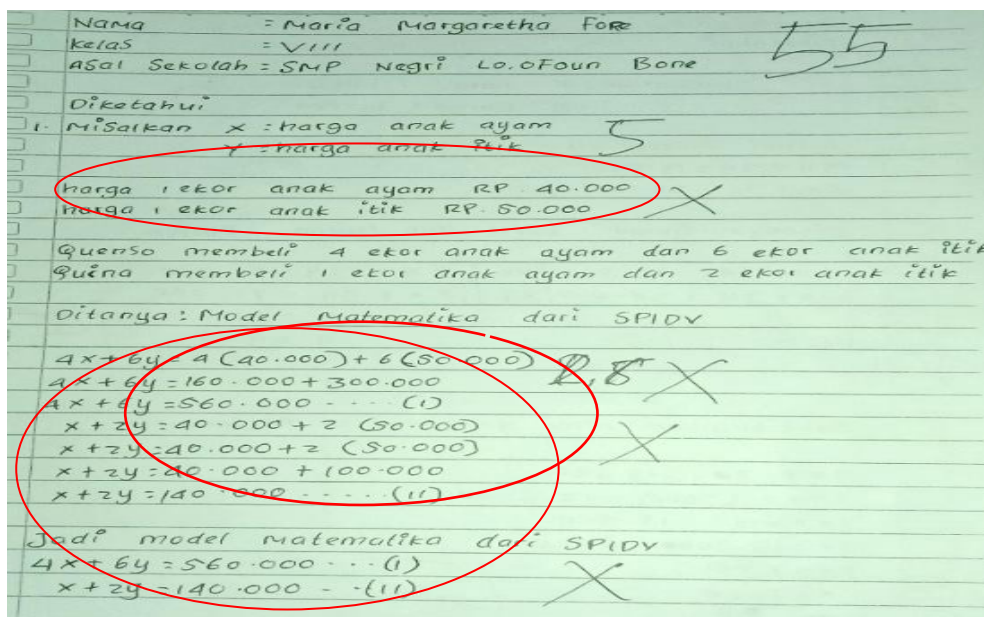 Nama = Maria Margaretha Fore
Kelas = VIII
Asal Sekolah = SMP Negri Lo.OFoun Bone
55
Diketahui
1. Misalkan x : harga anak ayam
y : harga anak itik
5
harga 1 ekor anak ayam RP. 40.000
harga 1 ekor anak itik RP. 50.000
Quenso membeli 4 ekor anak ayam dan 6 ekor anak itik
Quina membeli 1 ekor anak ayam dan 2 ekor anak itik
Ditanya : Model Matematika dari SPlDV
4x + 6y = 4 (40.000) + 6 (50.000)
4x + 6y = 160.000 + 300.000
4x + 6y = 560.000 - - - - (1)
x + 2y = 40.000 + 2 (50.000)
x + 2y = 40.000 + 2 (50.000)
x + 2y = 40.000 + 100.000
x + 2y = 140.000 - - - - - (11)
Jadi model Matematika dari SPlDV
4x + 6y = 560.000 - - - (1)
x + 2y = 140.000 - - (11)